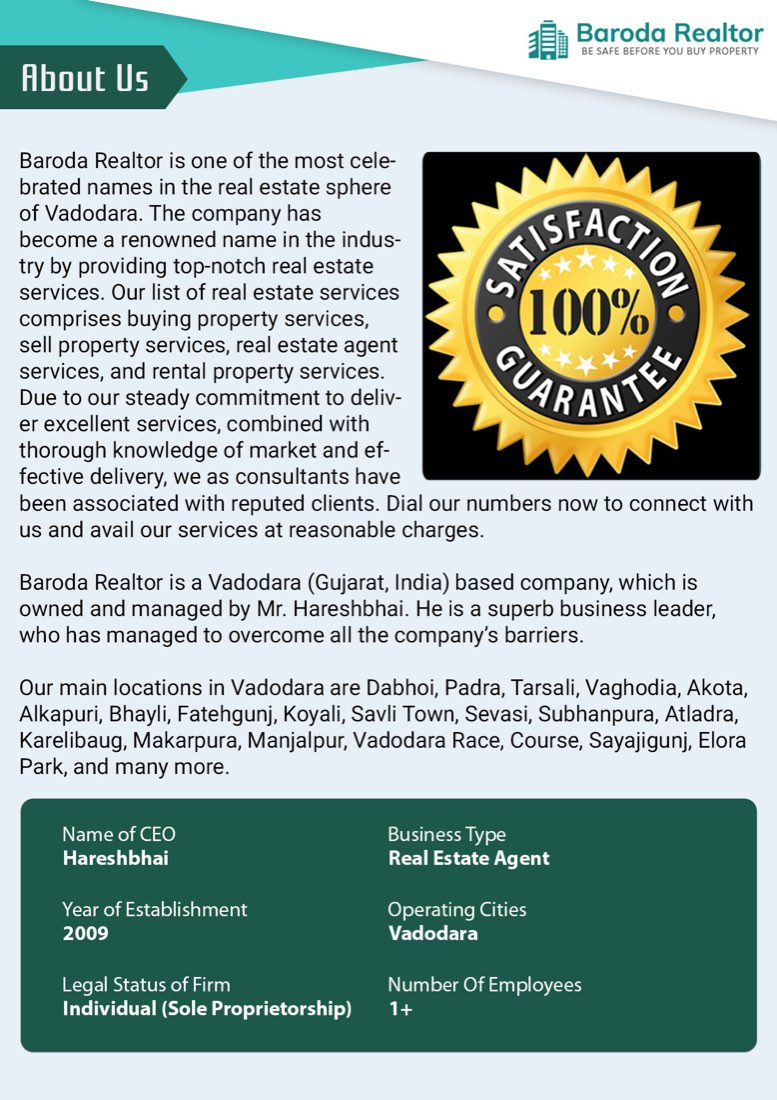 Baroda Realtor
BE SAFE BEFORE YOU BUY PROPERTY
About Us
Baroda Realtor is one of the most cele-
brated names in the real estate sphere
of Vadodara. The company has
become a renowned name in the indus-
try by providing top-notch real estate
services. Our list of real estate services
comprises buying property services,
sell property services, real estate agent
services, and rental property services.
Due to our steady commitment to deliv-
er excellent services, combined with
thorough knowledge of market and ef-
fective delivery, we as consultants have
been associated with reputed clients. Dial our numbers now to connect with
us and avail our services at reasonable charges.
SATISFACTION
100%
GUARANTEE
Baroda Realtor is a Vadodara (Gujarat, India) based company, which is
owned and managed by Mr. Hareshbhai. He is a superb business leader,
who has managed to overcome all the company’s barriers.
Our main locations in Vadodara are Dabhoi, Padra, Tarsali, Vaghodia, Akota,
Alkapuri, Bhayli, Fatehgunj, Koyali, Savli Town, Sevasi, Subhanpura, Atladra,
Karelibaug, Makarpura, Manjalpur, Vadodara Race, Course, Sayajigunj, Elora
Park, and many more.
Name of CEO
Hareshbhai
Business Type
Real Estate Agent
Year of Establishment
2009
Operating Cities
Vadodara
Legal Status of Firm
Individual (Sole Proprietorship)
Number Of Employees
1+